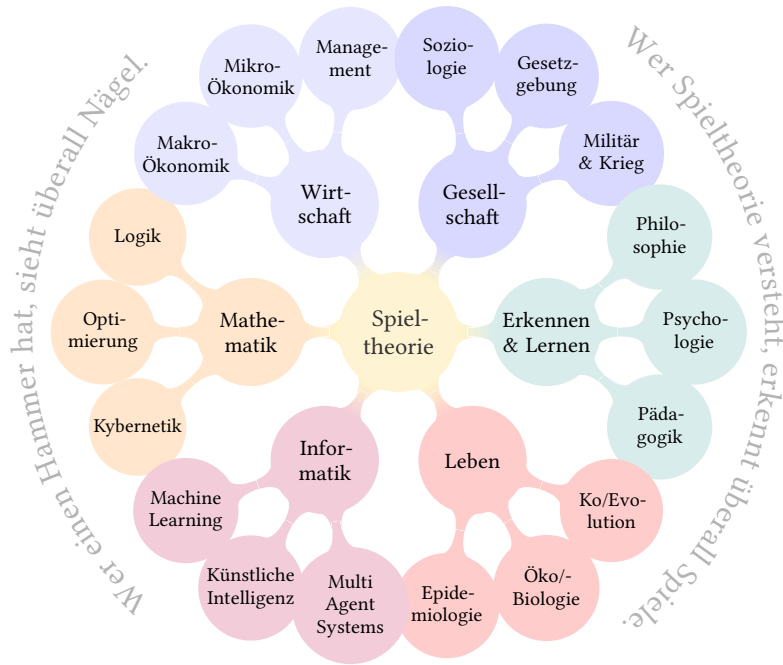 Wer einen Hammer hat, sieht überall Nägel.
Wer Spieltheorie versteht, erkennt überall Spiele.
Manage-
ment
Sozio-
logie
Mikro-
Ökonomik
Gesetz-
gebung
Makro-
Ökonomik
Militär
& Krieg
Wirt-
schaft
Gesell-
schaft
Logik
Philo-
sophie
Opti-
mierung
Mathe-
matik
Spiel-
theorie
Erkennen
& Lernen
Psycho-
logie
Kybernetik
Päda-
gogik
Infor-
matik
Leben
Machine
Learning
Ko/Evo-
lution
Künstliche
Intelligenz
Multi
Agent
Systems
Epide-
miologie
Öko/-
Biologie